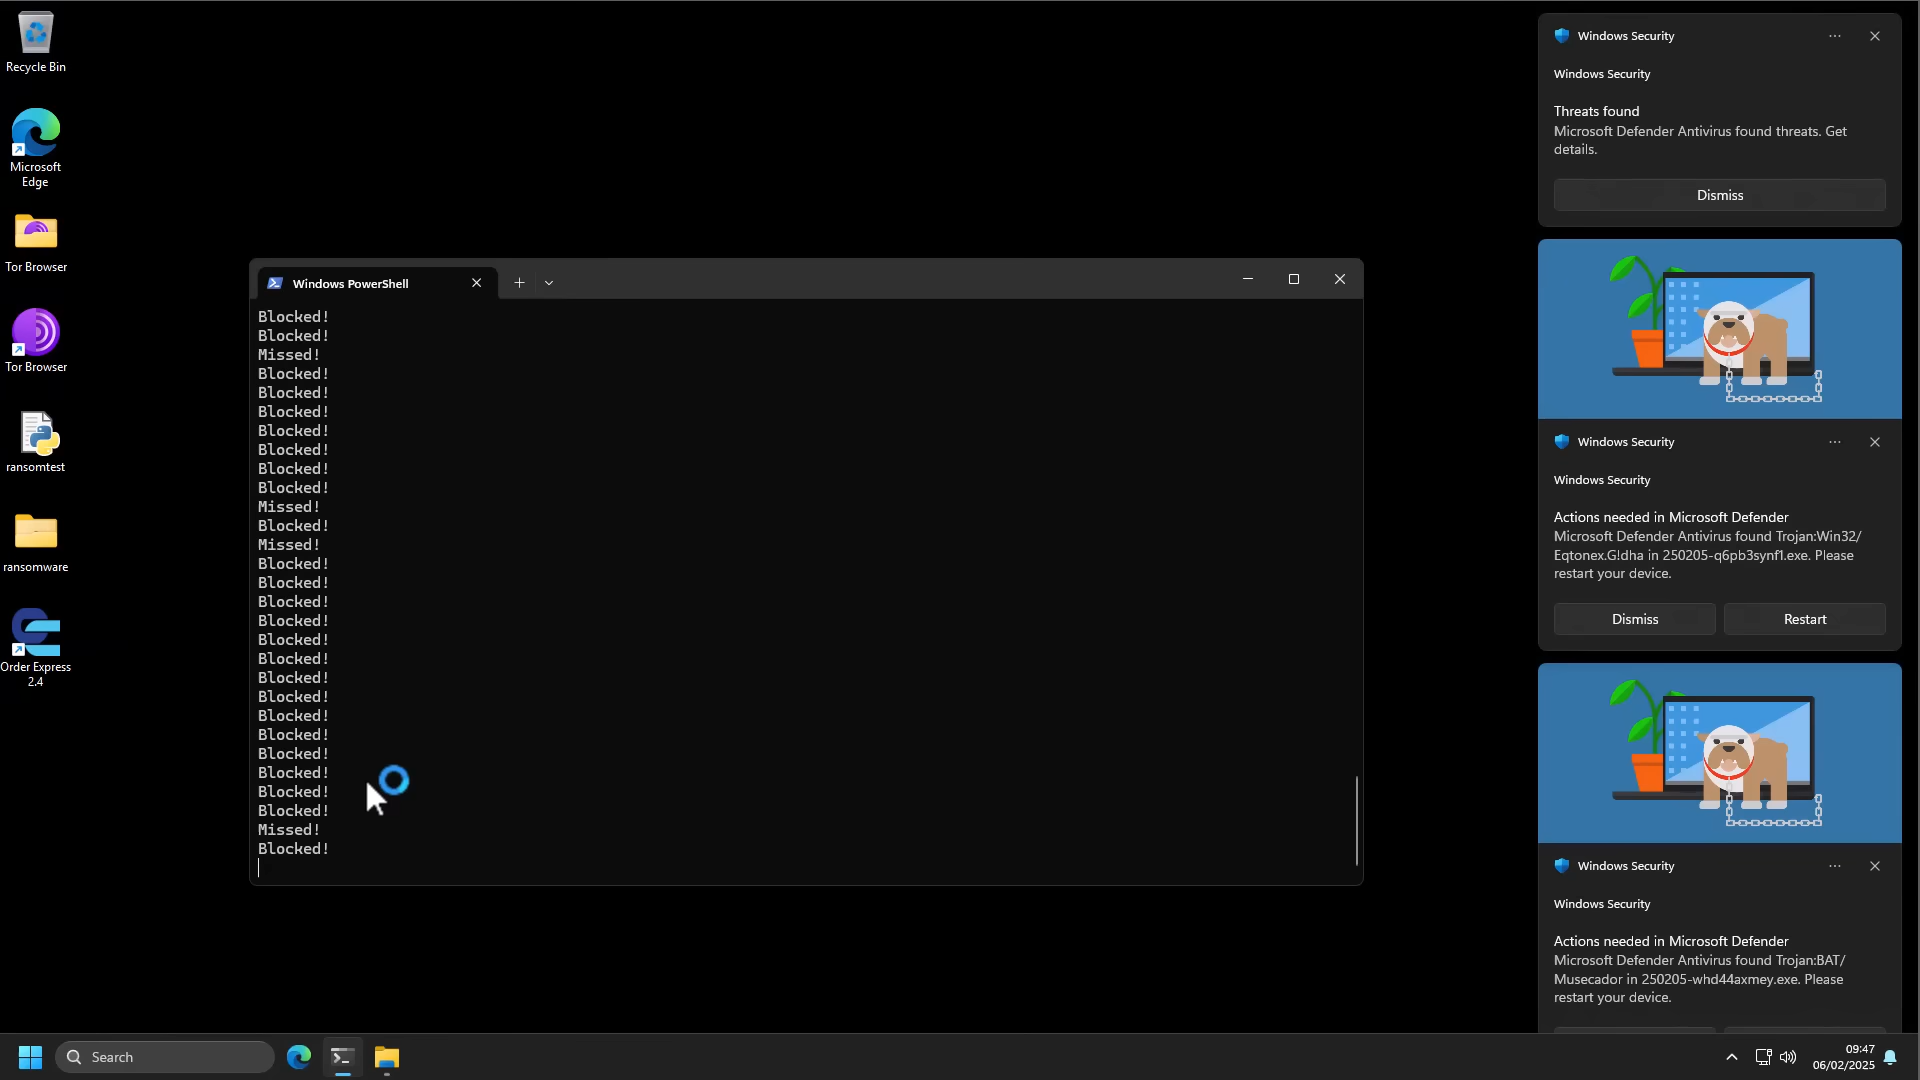 Recycle Bin
Microsoft
Edge
Tor Browser
Tor Browser
ransomtest
ransomware
Order Express
2.4
Windows PowerShell
Blocked!
Blocked!
Missed!
Blocked!
Blocked!
Blocked!
Blocked!
Blocked!
Blocked!
Blocked!
Missed!
Blocked!
Missed!
Blocked!
Blocked!
Blocked!
Blocked!
Blocked!
Blocked!
Blocked!
Blocked!
Blocked!
Blocked!
Blocked!
Blocked!
Blocked!
Blocked!
Missed!
Blocked!
Windows Security
Windows Security
Threats found
Microsoft Defender Antivirus found threats. Get
details.
Dismiss
Windows Security
Windows Security
Actions needed in Microsoft Defender
Microsoft Defender Antivirus found Trojan:Win32/
Eqtonex.G!dha in 250205-q6pb3synf1.exe. Please
restart your device.
Dismiss
Restart
Windows Security
Windows Security
Actions needed in Microsoft Defender
Microsoft Defender Antivirus found Trojan:BAT/
Musecador in 250205-whd44axmey.exe. Please
restart your device.
Search
09:47
06/02/2025